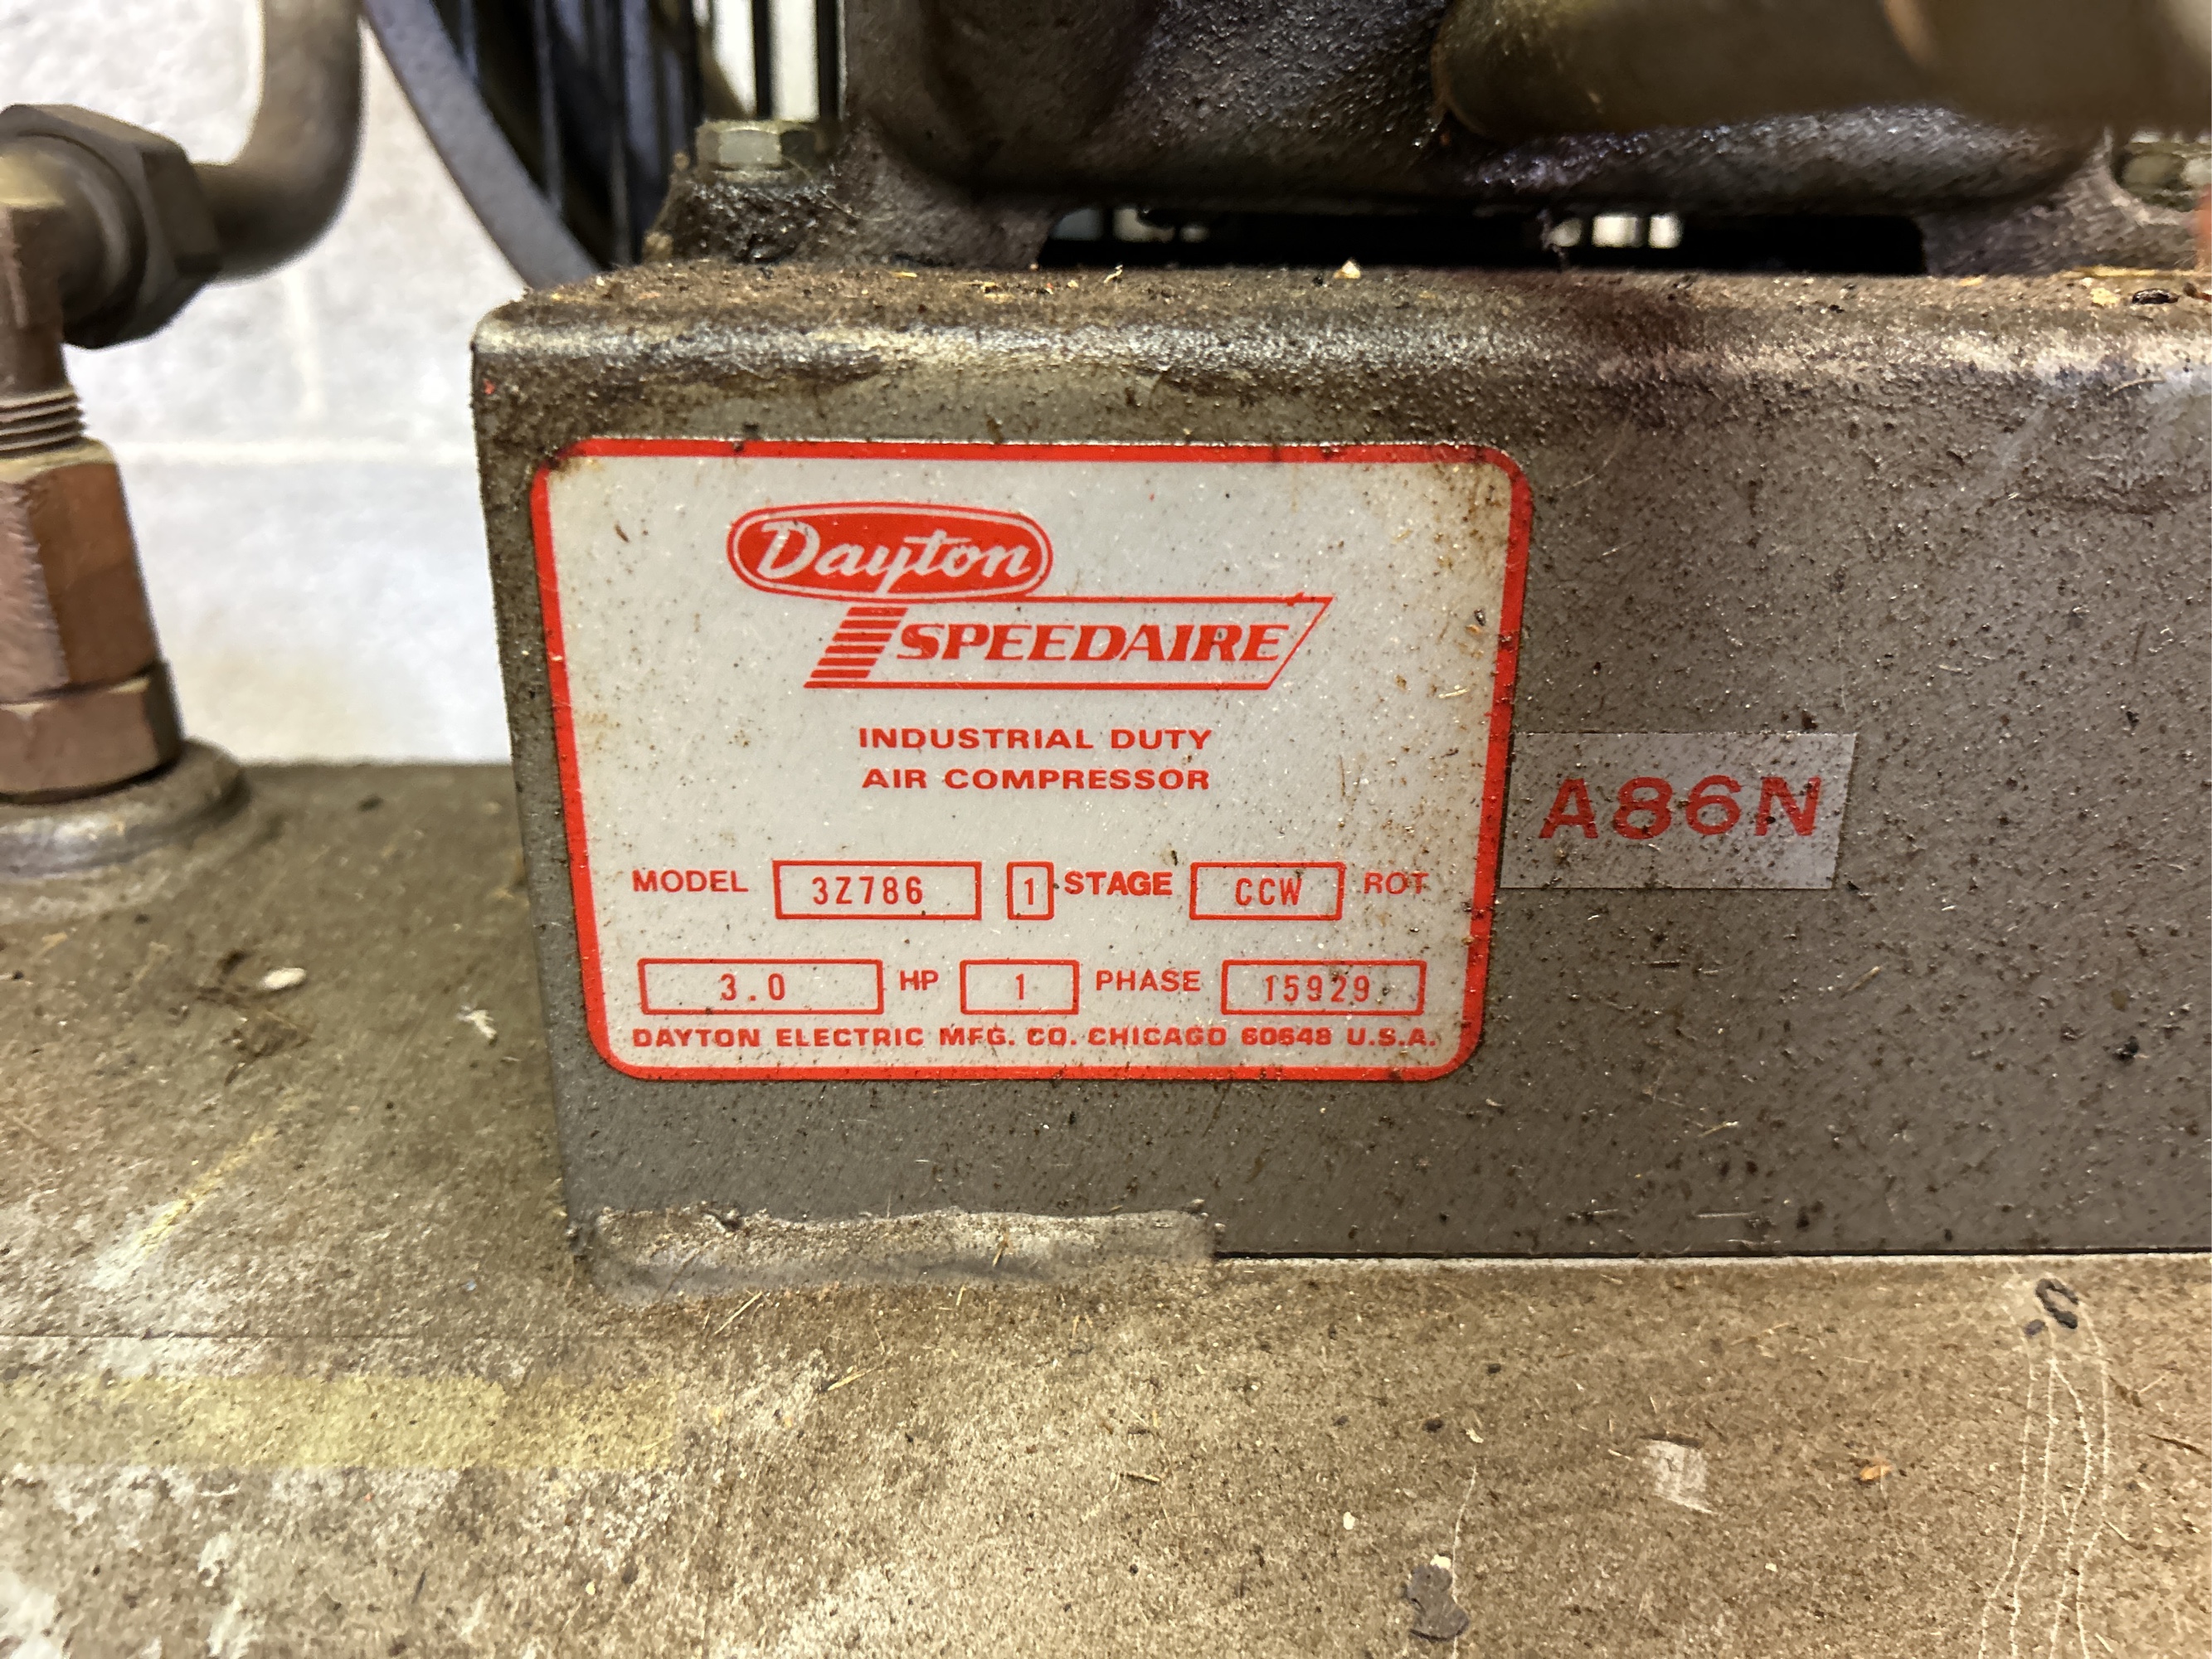 Dayton
SPEEDAIRE
INDUSTRIAL DUTY
AIR COMPRESSOR
MODEL 3Z786 1 STAGE CCW ROT
3.0 HP 1 PHASE 15929
DAYTON ELECTRIC MFG. CO. CHICAGO 60648 U.S.A.
A86N